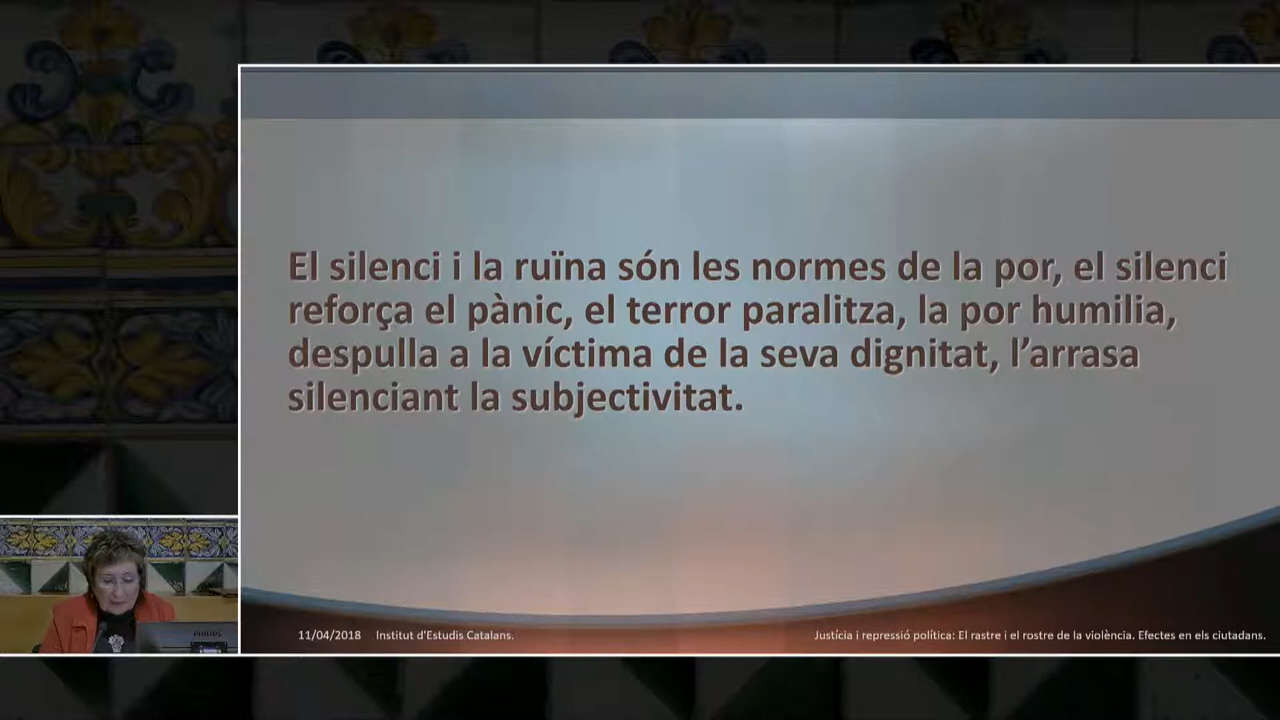 El silenci i la ruïna són les normes de la por, el silenci
reforça el pànic, el terror paralitza, la por humilia,
despulla a la víctima de la seva dignitat, l’arrasa
silenciant la subjectivitat.
PHILIPS
11/04/2018 Institut d'Estudis Catalans.
Justícia i repressió política: El rastre i el rostre de la violència. Efectes en els ciutadans.